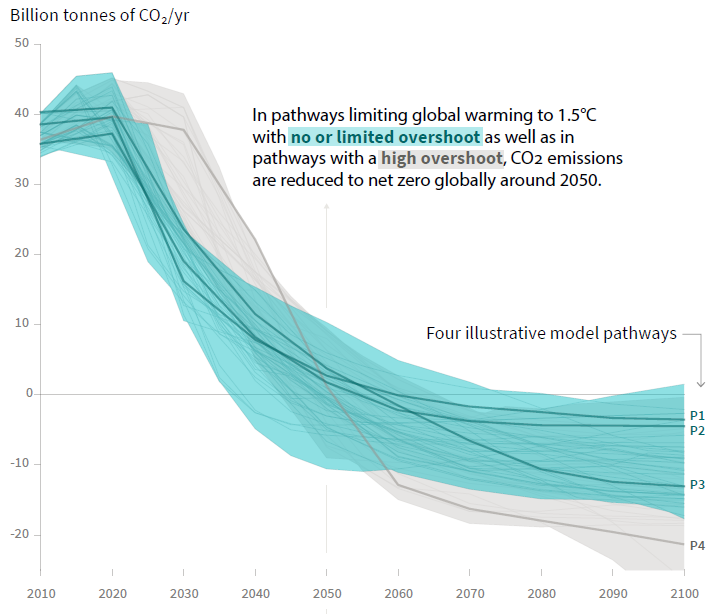 Billion tonnes of CO₂/yr
50
40
30
20
10
0
-10
-20
In pathways limiting global warming to 1.5°C
with no or limited overshoot as well as in
pathways with a high overshoot, CO2 emissions
are reduced to net zero globally around 2050.
Four illustrative model pathways
P1
P2
P3
P4
2010 2020 2030 2040 2050 2060 2070 2080 2090 2100